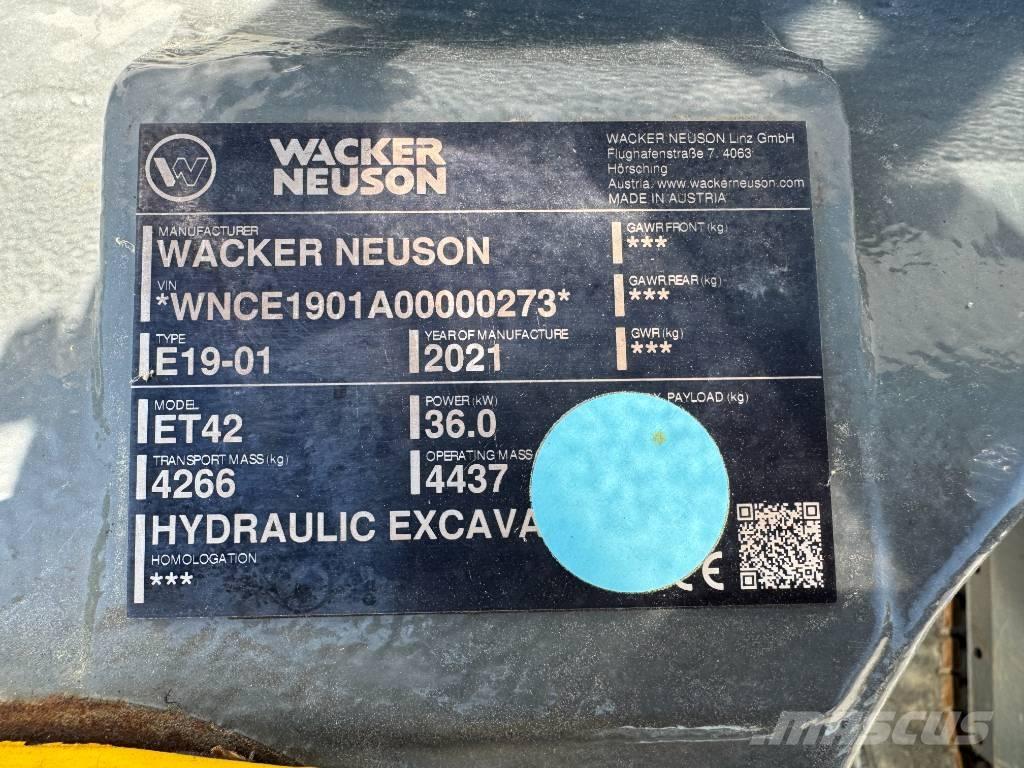 WACKER
NEUSON
WACKER NEUSON Linz GmbH
Flughafenstraße 7, 4063
Hörsching
Austria, www.wackerneuson.com
MADE IN AUSTRIA
MANUFACTURER
WACKER NEUSON
GAWR FRONT (kg)
***
VIN
*WNCE1901A00000273*
GAWR REAR (kg)
***
TYPE
E19-01
YEAR OF MANUFACTURE
2021
GWR (kg)
***
MODEL
ET42
POWER (kW)
36.0
PAYLOAD (kg)
TRANSPORT MASS (kg)
4266
OPERATING MASS
4437
HYDRAULIC EXCAVA
HOMOLOGATION
***
CE
MASCUS